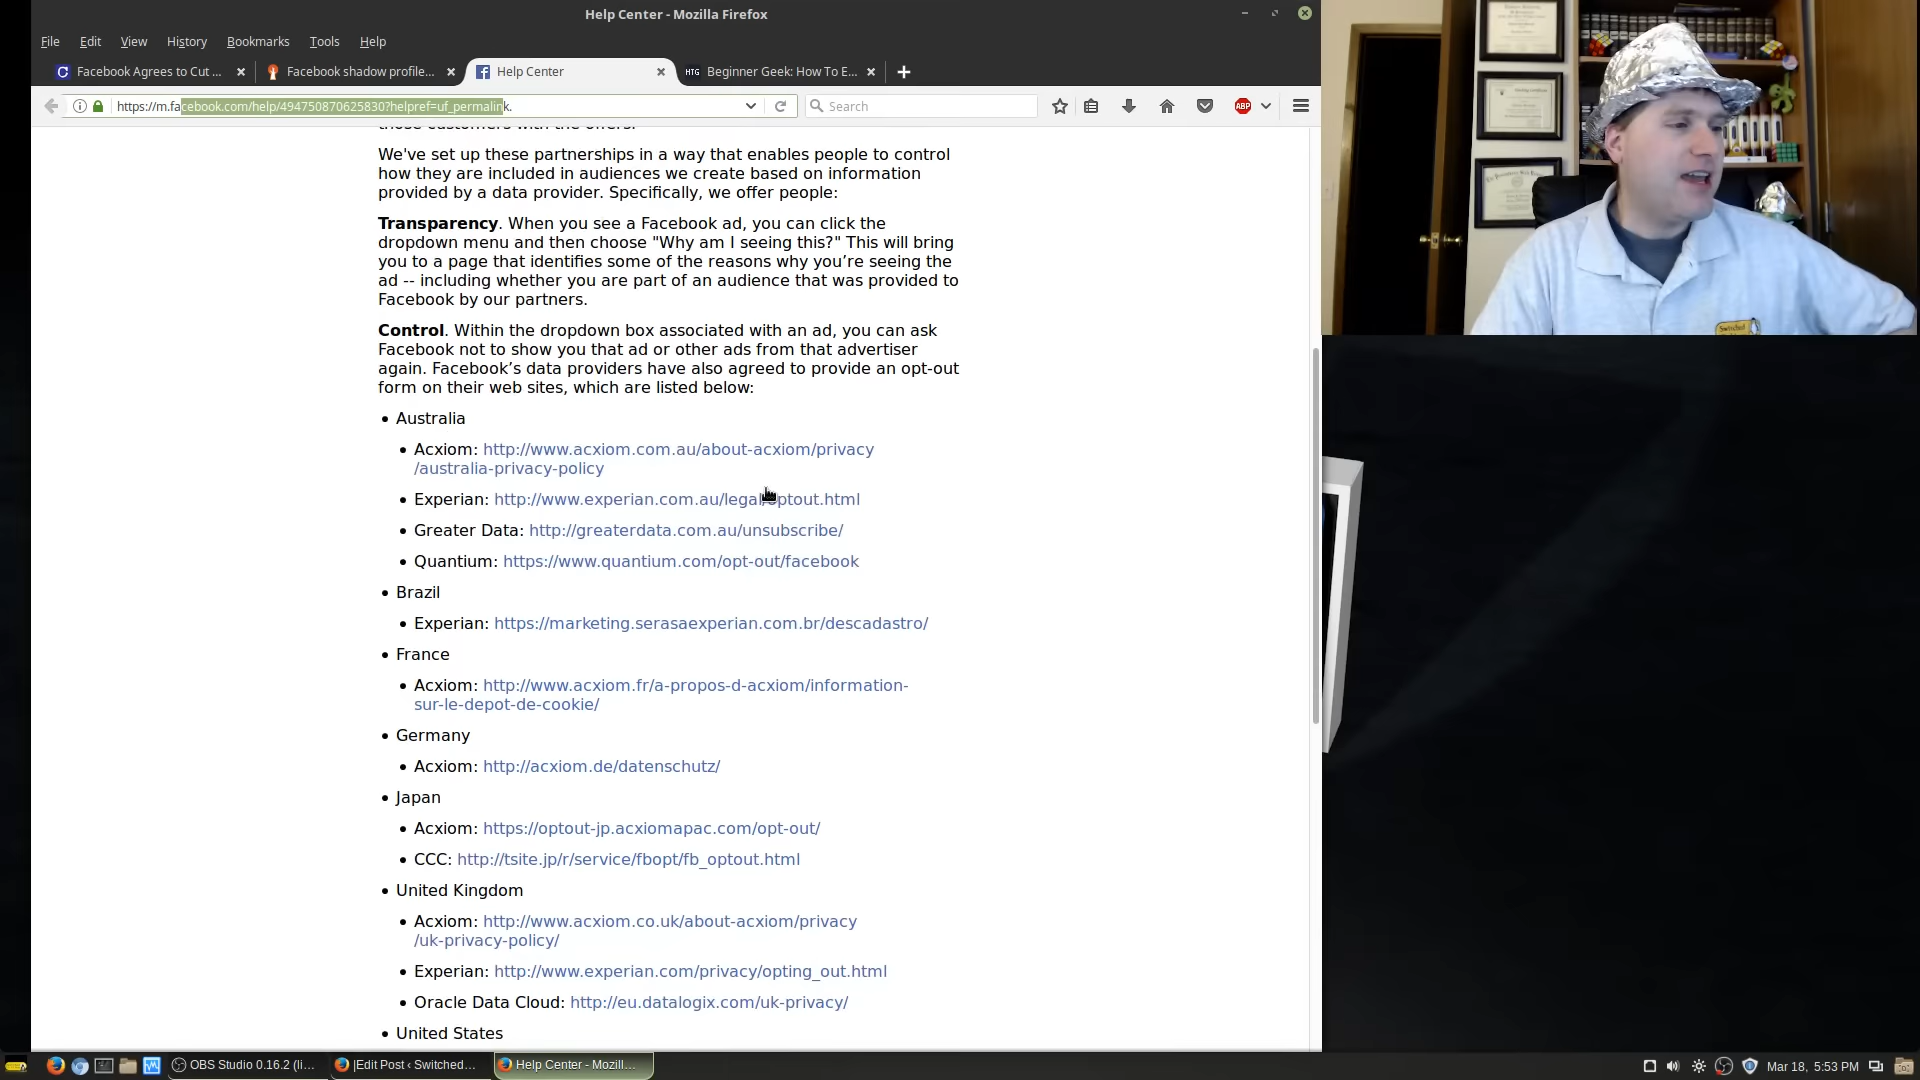 Help Center - Mozilla Firefox
File Edit View History Bookmarks Tools Help
Facebook Agrees to Cut ...
Facebook shadow profile...
Help Center
HTG Beginner Geek: How To E...
https://m.facebook.com/help/494750870625830?helpref=uf_permalink.
Search
ABP
those customers with the offers.
We've set up these partnerships in a way that enables people to control
how they are included in audiences we create based on information
provided by a data provider. Specifically, we offer people:
Transparency. When you see a Facebook ad, you can click the
dropdown menu and then choose "Why am I seeing this?" This will bring
you to a page that identifies some of the reasons why you’re seeing the
ad -- including whether you are part of an audience that was provided to
Facebook by our partners.
Control. Within the dropdown box associated with an ad, you can ask
Facebook not to show you that ad or other ads from that advertiser
again. Facebook’s data providers have also agreed to provide an opt-out
form on their web sites, which are listed below:
• Australia
• Acxiom: http://www.acxiom.com.au/about-acxiom/privacy
/australia-privacy-policy
• Experian: http://www.experian.com.au/legal/optout.html
• Greater Data: http://greaterdata.com.au/unsubscribe/
• Quantium: https://www.quantium.com/opt-out/facebook
• Brazil
• Experian: https://marketing.serasaexperian.com.br/descadastro/
• France
• Acxiom: http://www.acxiom.fr/a-propos-d-acxiom/information-
sur-le-depot-de-cookie/
• Germany
• Acxiom: http://acxiom.de/datenschutz/
• Japan
• Acxiom: https://optout-jp.acxiomapac.com/opt-out/
• CCC: http://tsite.jp/r/service/fbopt/fb_optout.html
• United Kingdom
• Acxiom: http://www.acxiom.co.uk/about-acxiom/privacy
/uk-privacy-policy/
• Experian: http://www.experian.com/privacy/opting_out.html
• Oracle Data Cloud: http://eu.datalogix.com/uk-privacy/
• United States
Switched
OBS Studio 0.16.2 (li...
|Edit Post ‹ Switched...
Help Center - Mozill...
Mar 18, 5:53 PM